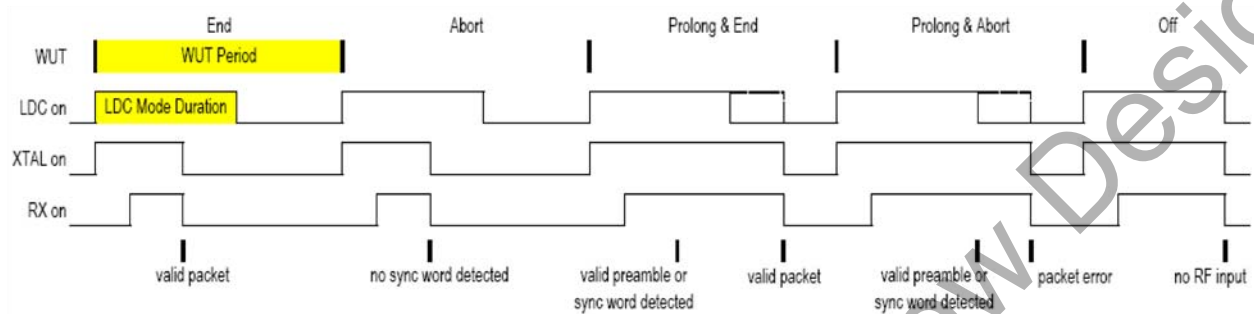 End Abort Prolong & End Prolong & Abort Off
WUT WUT Period
LDC on LDC Mode Duration
XTAL on
RX on
valid packet no sync word detected valid preamble or valid packet valid preamble or packet error no RF input
sync word detected sync word detected